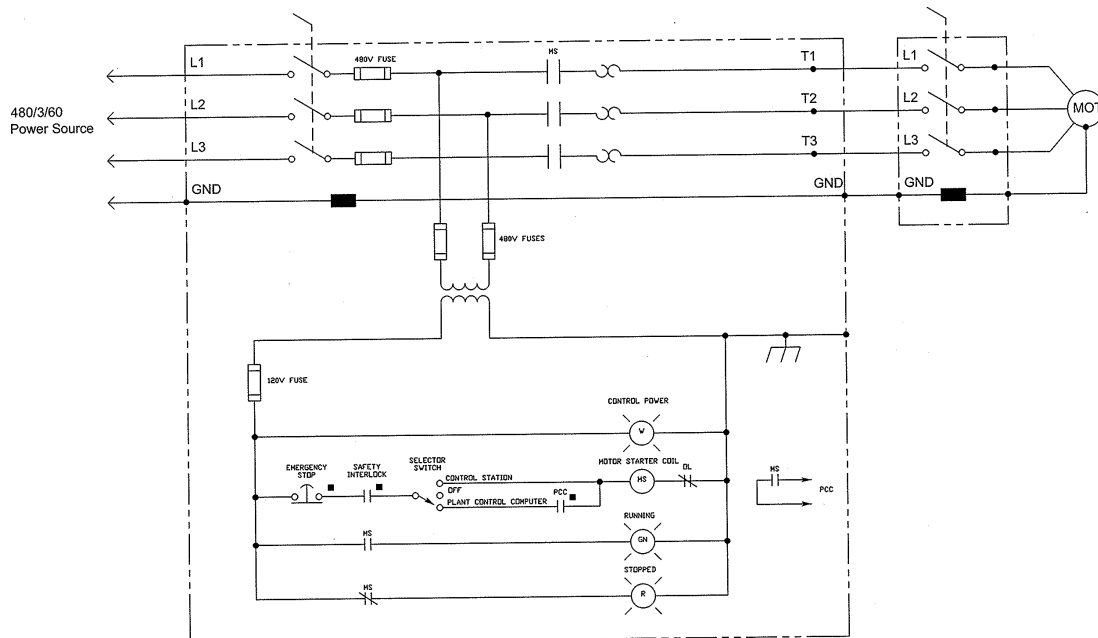 480/3/60
Power Source
L1
L2
L3
GND
480V FUSE
MS
T1
T2
T3
GND
L1
L2
L3
GND
MOT
480V FUSES
120V FUSE
CONTROL POWER
W
EMERGENCY
STOP
SAFETY
INTERLOCK
SELECTOR
SWITCH
CONTROL STATION
OFF
PLANT CONTROL COMPUTER
PCC
MOTOR STARTER COIL
MS
OL
MS
PCC
MS
RUNNING
GN
MS
STOPPED
R